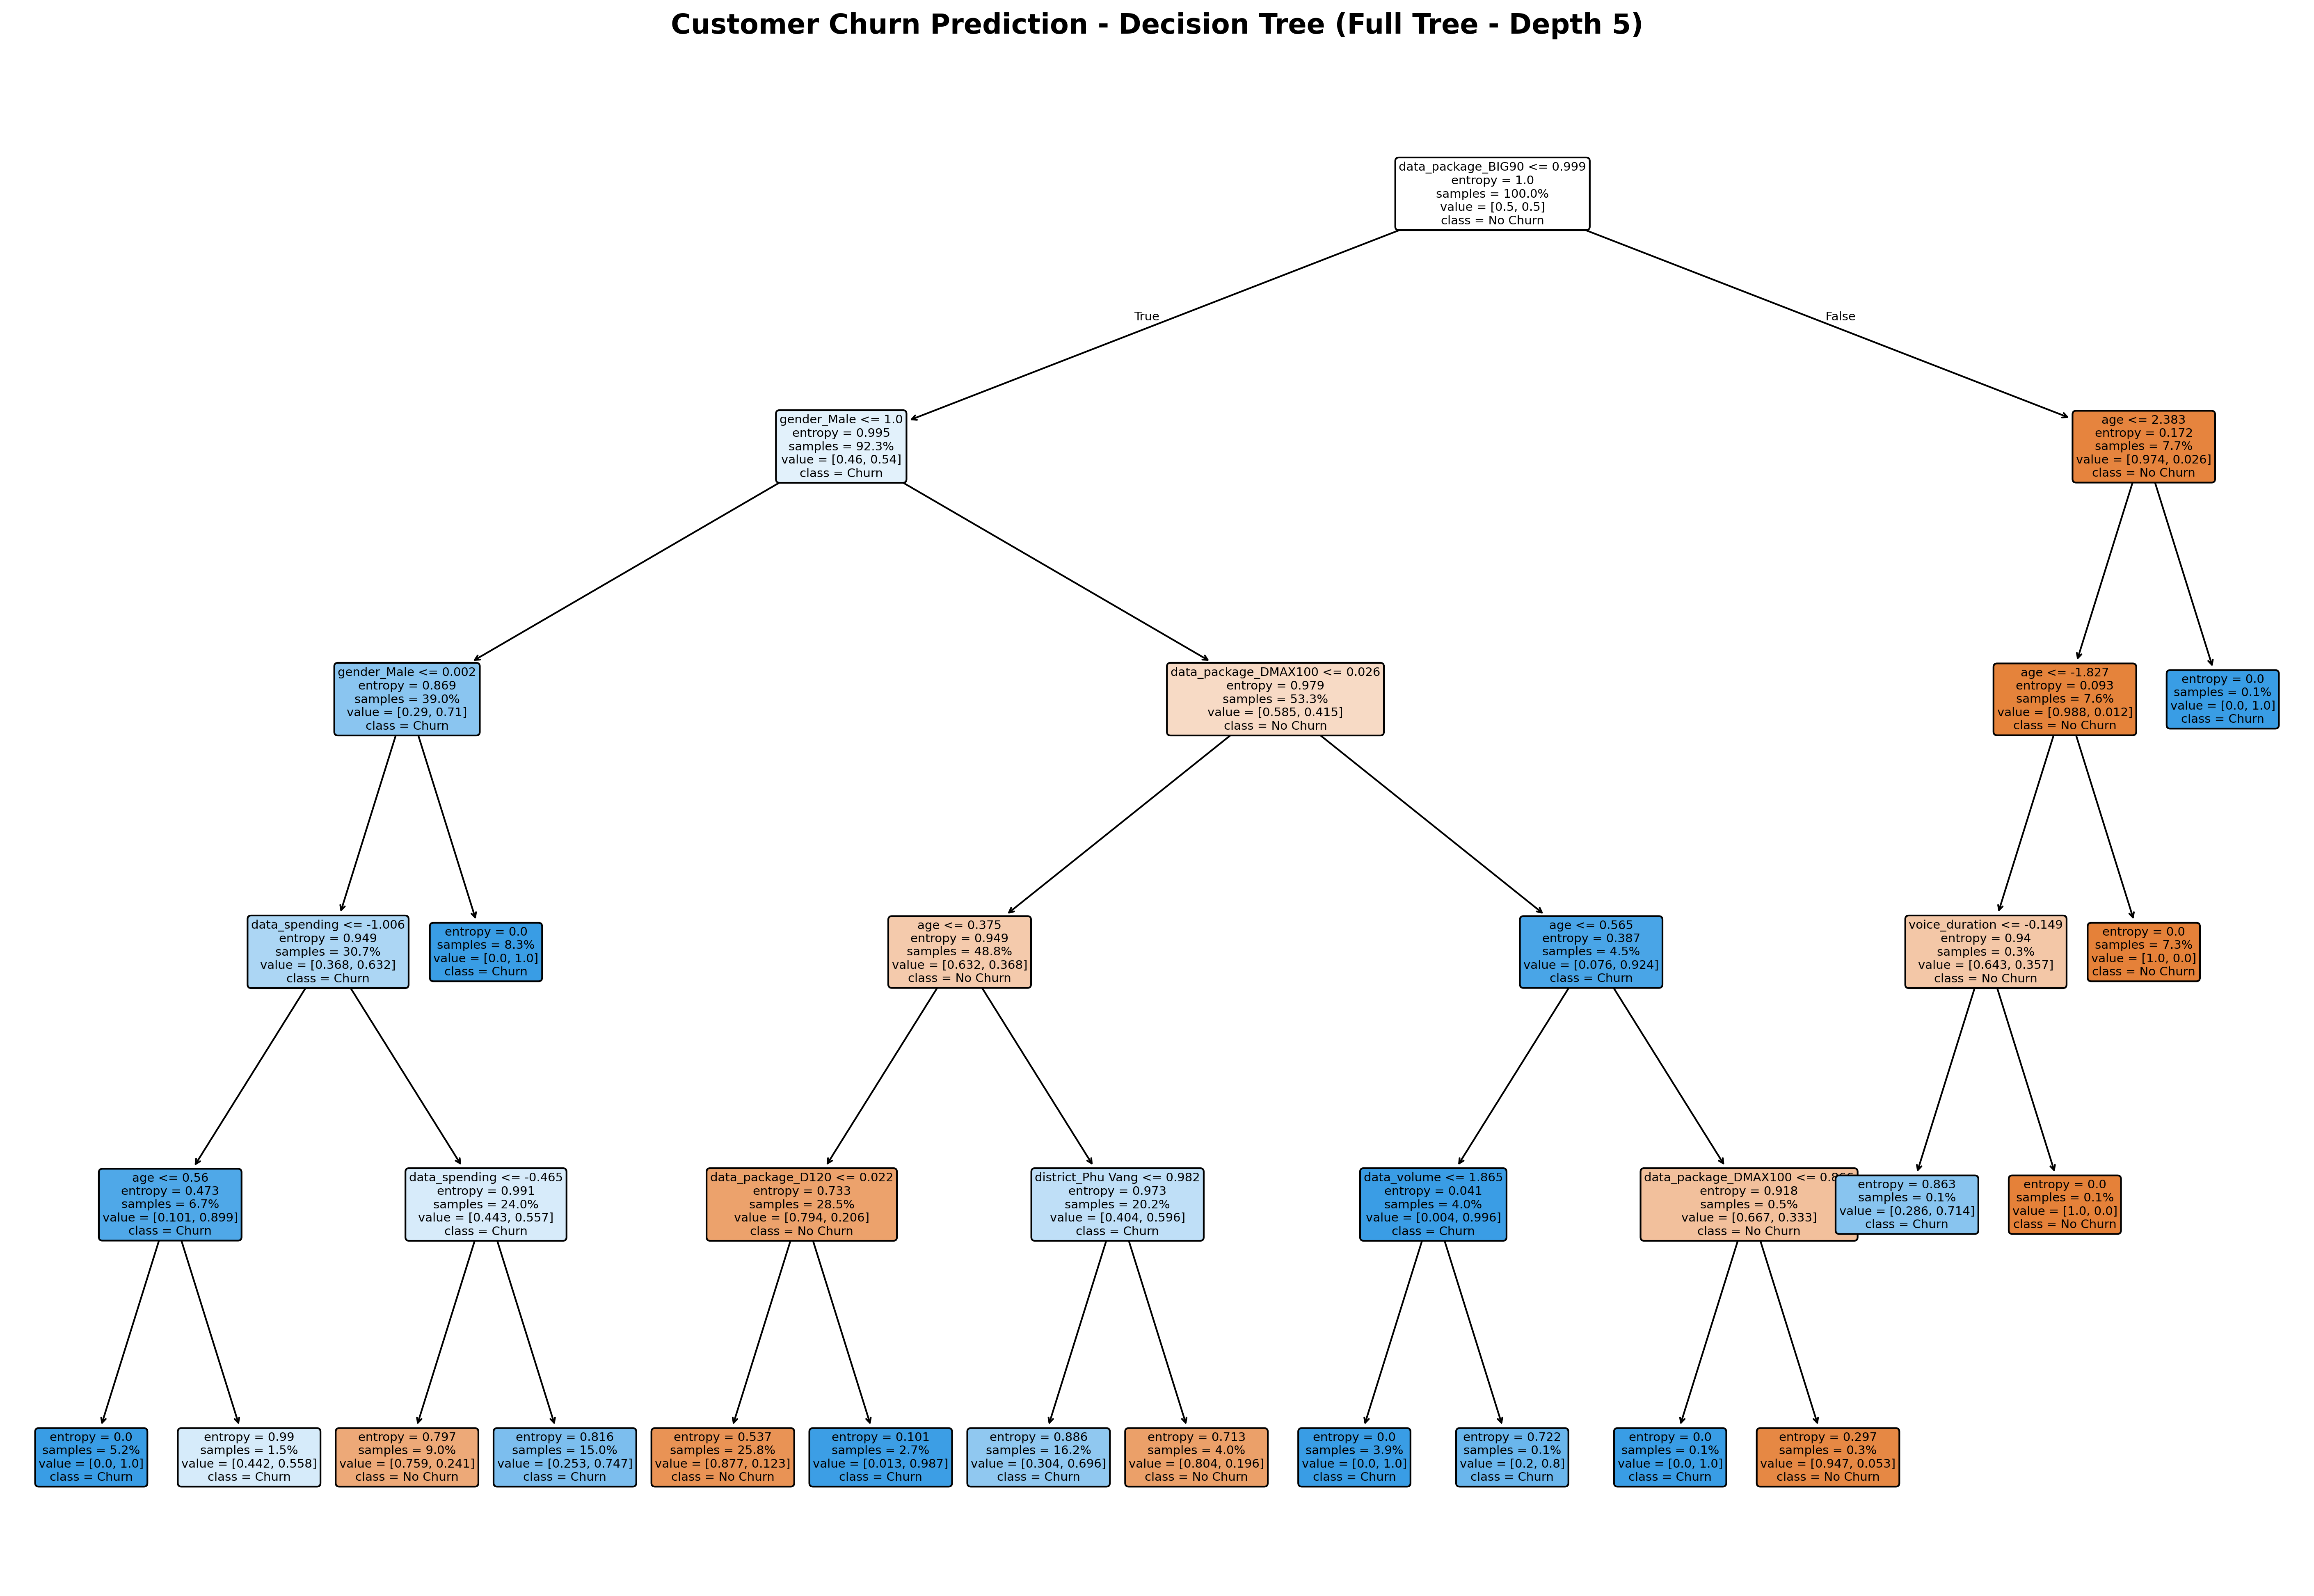 Customer Churn Prediction - Decision Tree (Full Tree - Depth 5)
data_package_BIG90 <= 0.999
entropy = 1.0
samples = 100.0%
value = [0.5, 0.5]
class = No Churn
True
False
gender_Male <= 1.0
entropy = 0.995
samples = 92.3%
value = [0.46, 0.54]
class = Churn
age <= 2.383
entropy = 0.172
samples = 7.7%
value = [0.974, 0.026]
class = No Churn
gender_Male <= 0.002
entropy = 0.869
samples = 39.0%
value = [0.29, 0.71]
class = Churn
data_package_DMAX100 <= 0.026
entropy = 0.979
samples = 53.3%
value = [0.585, 0.415]
class = No Churn
age <= -1.827
entropy = 0.093
samples = 7.6%
value = [0.988, 0.012]
class = No Churn
entropy = 0.0
samples = 0.1%
value = [0.0, 1.0]
class = Churn
data_spending <= -1.006
entropy = 0.949
samples = 30.7%
value = [0.368, 0.632]
class = Churn
entropy = 0.0
samples = 8.3%
value = [0.0, 1.0]
class = Churn
age <= 0.375
entropy = 0.949
samples = 48.8%
value = [0.632, 0.368]
class = No Churn
age <= 0.565
entropy = 0.387
samples = 4.5%
value = [0.076, 0.924]
class = Churn
voice_duration <= -0.149
entropy = 0.94
samples = 0.3%
value = [0.643, 0.357]
class = No Churn
entropy = 0.0
samples = 7.3%
value = [1.0, 0.0]
class = No Churn
age <= 0.56
entropy = 0.473
samples = 6.7%
value = [0.101, 0.899]
class = Churn
data_spending <= -0.465
entropy = 0.991
samples = 24.0%
value = [0.443, 0.557]
class = Churn
data_package_D120 <= 0.022
entropy = 0.733
samples = 28.5%
value = [0.794, 0.206]
class = No Churn
district_Phu Vang <= 0.982
entropy = 0.973
samples = 20.2%
value = [0.404, 0.596]
class = Churn
data_volume <= 1.865
entropy = 0.041
samples = 4.0%
value = [0.004, 0.996]
class = Churn
data_package_DMAX100 <=
entropy = 0.918
samples = 0.5%
value = [0.667, 0.333]
class = No Churn
entropy = 0.863
samples = 0.1%
value = [0.286, 0.714]
class = Churn
entropy = 0.0
samples = 0.1%
value = [1.0, 0.0]
class = No Churn
entropy = 0.0
samples = 5.2%
value = [0.0, 1.0]
class = Churn
entropy = 0.99
samples = 1.5%
value = [0.442, 0.558]
class = Churn
entropy = 0.797
samples = 9.0%
value = [0.759, 0.241]
class = No Churn
entropy = 0.816
samples = 15.0%
value = [0.253, 0.747]
class = Churn
entropy = 0.537
samples = 25.8%
value = [0.877, 0.123]
class = No Churn
entropy = 0.101
samples = 2.7%
value = [0.013, 0.987]
class = Churn
entropy = 0.886
samples = 16.2%
value = [0.304, 0.696]
class = Churn
entropy = 0.713
samples = 4.0%
value = [0.804, 0.196]
class = No Churn
entropy = 0.0
samples = 3.9%
value = [0.0, 1.0]
class = Churn
entropy = 0.722
samples = 0.1%
value = [0.2, 0.8]
class = Churn
entropy = 0.0
samples = 0.1%
value = [0.0, 1.0]
class = Churn
entropy = 0.297
samples = 0.3%
value = [0.947, 0.053]
class = No Churn